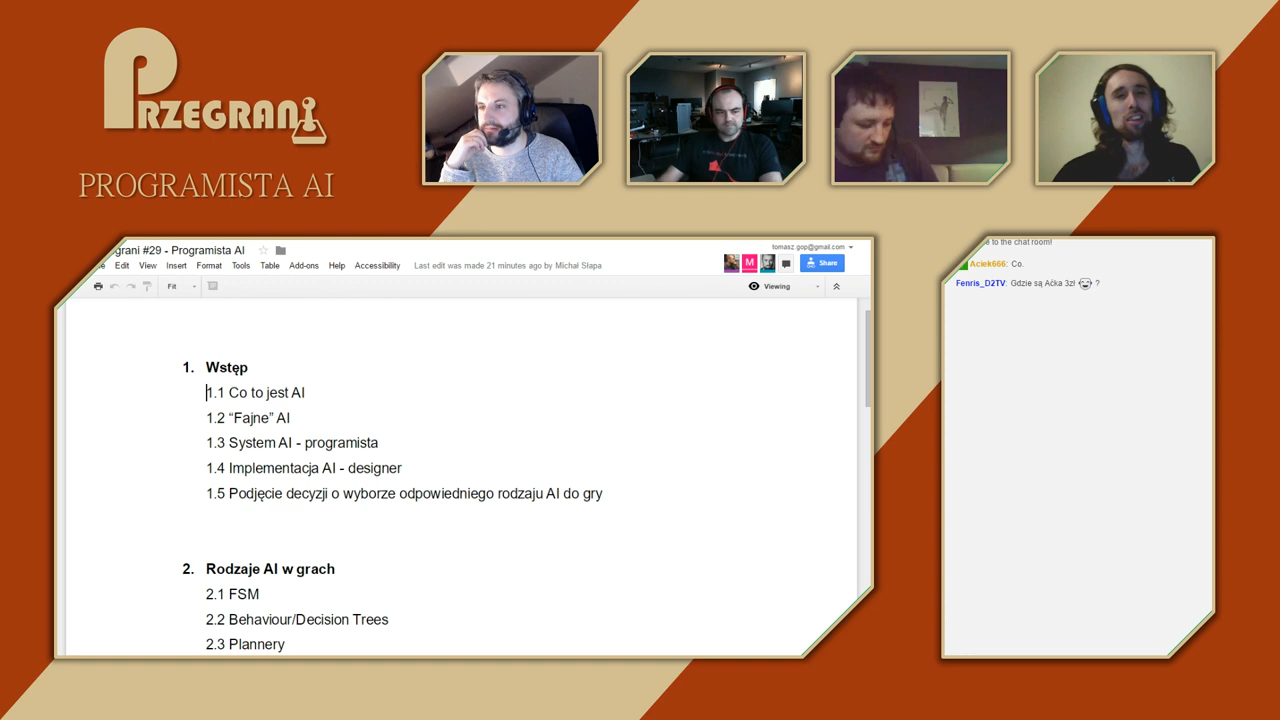 PRZEGRANI
PROGRAMISTA AI
grani #29 - Programista AI
tomasz.gop@gmail.com
Edit View Insert Format Tools Table Add-ons Help Accessibility Last edit was made 21 minutes ago by Michał Słapa
M
Share
Fit
Viewing
1. Wstęp
1.1 Co to jest AI
1.2 “Fajne” AI
1.3 System AI - programista
1.4 Implementacja AI - designer
1.5 Podjęcie decyzji o wyborze odpowiedniego rodzaju AI do gry
2. Rodzaje AI w grach
2.1 FSM
2.2 Behaviour/Decision Trees
2.3 Plannery
to the chat room!
Aciek666: Co.
Fenris_D2TV: Gdzie są Aćka 3zł ?